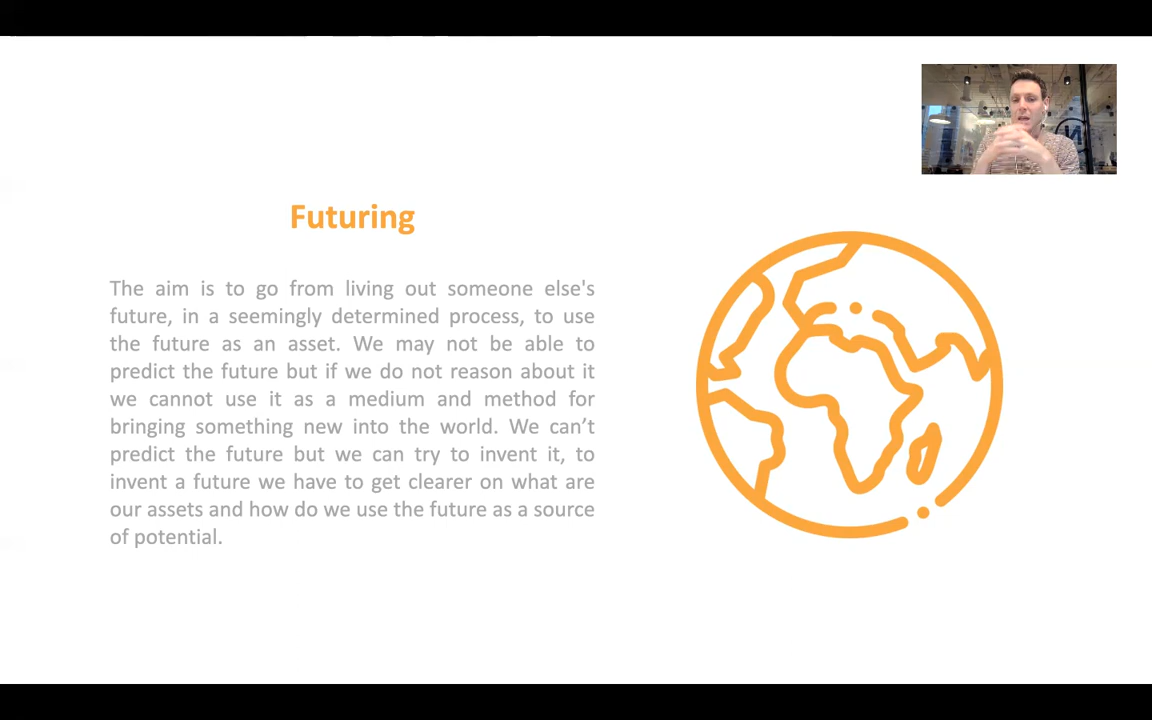 Futuring
The aim is to go from living out someone else's
future, in a seemingly determined process, to use
the future as an asset. We may not be able to
predict the future but if we do not reason about it
we cannot use it as a medium and method for
bringing something new into the world. We can’t
predict the future but we can try to invent it, to
invent a future we have to get clearer on what are
our assets and how do we use the future as a source
of potential.